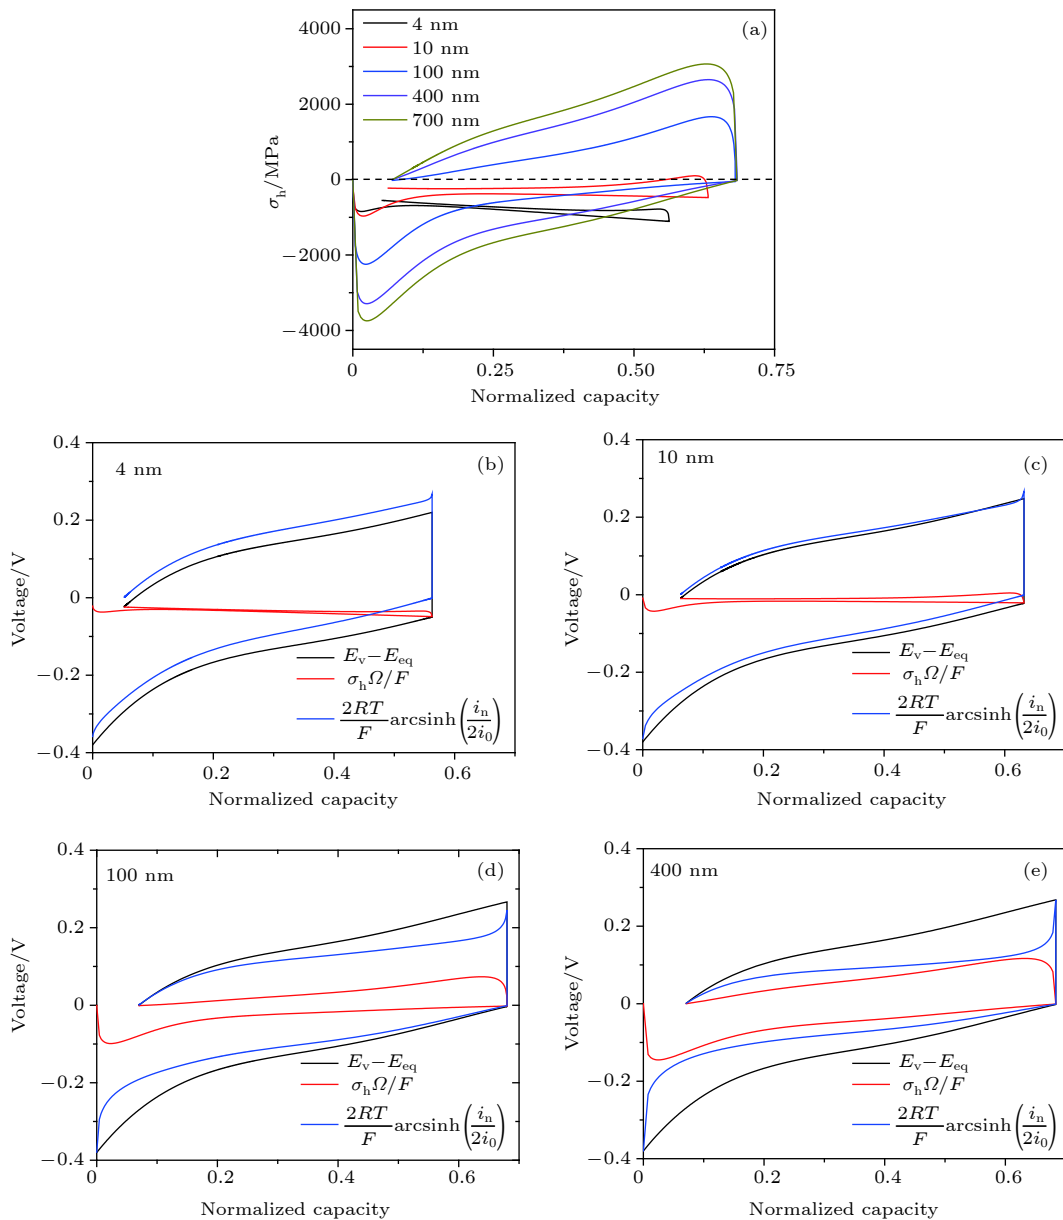 (a)
4 nm
10 nm
100 nm
400 nm
700 nm
4000
2000
0
−2000
−4000
σh/MPa
0
0.25
0.50
0.75
Normalized capacity
(b)
4 nm
0.4
0.2
0
−0.2
−0.4
Voltage/V
Ev−Eeq
σhΩ/F
2RT/F arcsinh(in/2i0)
0
0.2
0.4
0.6
Normalized capacity
(c)
10 nm
0.4
0.2
0
−0.2
−0.4
Voltage/V
Ev−Eeq
σhΩ/F
2RT/F arcsinh(in/2i0)
0
0.2
0.4
0.6
Normalized capacity
(d)
100 nm
0.4
0.2
0
−0.2
−0.4
Voltage/V
Ev−Eeq
σhΩ/F
2RT/F arcsinh(in/2i0)
0
0.2
0.4
0.6
Normalized capacity
(e)
400 nm
0.4
0.2
0
−0.2
−0.4
Voltage/V
Ev−Eeq
σhΩ/F
2RT/F arcsinh(in/2i0)
0
0.2
0.4
0.6
Normalized capacity